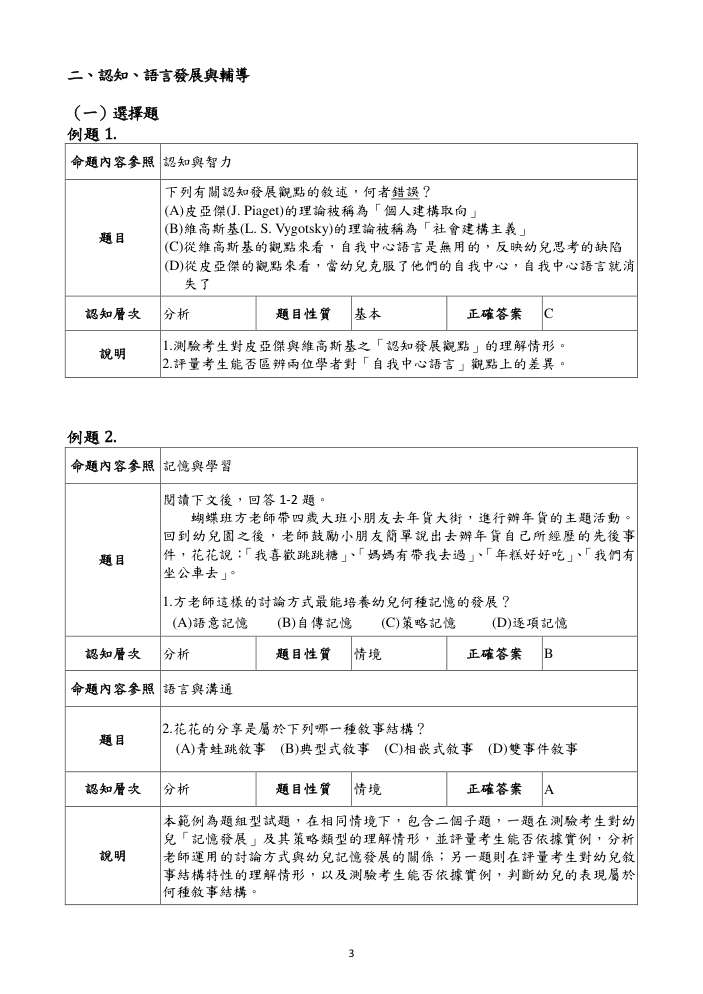 二、認知、語言發展與輔導
（一）選擇題
例題 1.
命題內容參照 認知與智力
題目
下列有關認知發展觀點的敘述，何者錯誤？
(A)皮亞傑(J. Piaget)的理論被稱為「個人建構取向」
(B)維高斯基(L. S. Vygotsky)的理論被稱為「社會建構主義」
(C)從維高斯基的觀點來看，自我中心語言是無用的，反映幼兒思考的缺陷
(D)從皮亞傑的觀點來看，當幼兒克服了他們的自我中心，自我中心語言就消
失了
認知層次 分析 題目性質 基本 正確答案 C
說明
1.測驗考生對皮亞傑與維高斯基之「認知發展觀點」的理解情形。
2.評量考生能否區辨兩位學者對「自我中心語言」觀點上的差異。
例題 2.
命題內容參照 記憶與學習
題目
閱讀下文後，回答 1-2 題。
蝴蝶班方老師帶四歲大班小朋友去年貨大街，進行辦年貨的主題活動。
回到幼兒園之後，老師鼓勵小朋友簡單說出去辦年貨自己所經歷的先後事
件，花花說：「我喜歡跳跳糖」、「媽媽有帶我去過」、「年糕好好吃」、「我們有
坐公車去」。
1.方老師這樣的討論方式最能培養幼兒何種記憶的發展？
(A)語意記憶 (B)自傳記憶 (C)策略記憶 (D)逐項記憶
認知層次 分析 題目性質 情境 正確答案 B
命題內容參照 語言與溝通
題目
2.花花的分享是屬於下列哪一種敘事結構？
(A)青蛙跳敘事 (B)典型式敘事 (C)相嵌式敘事 (D)雙事件敘事
認知層次 分析 題目性質 情境 正確答案 A
說明
本範例為題組型試題，在相同情境下，包含二個子題，一題在測驗考生對幼
兒「記憶發展」及其策略類型的理解情形，並評量考生能否依據實例，分析
老師運用的討論方式與幼兒記憶發展的關係；另一題則在評量考生對幼兒敘
事結構特性的理解情形，以及測驗考生能否依據實例，判斷幼兒的表現屬於
何種敘事結構。
3